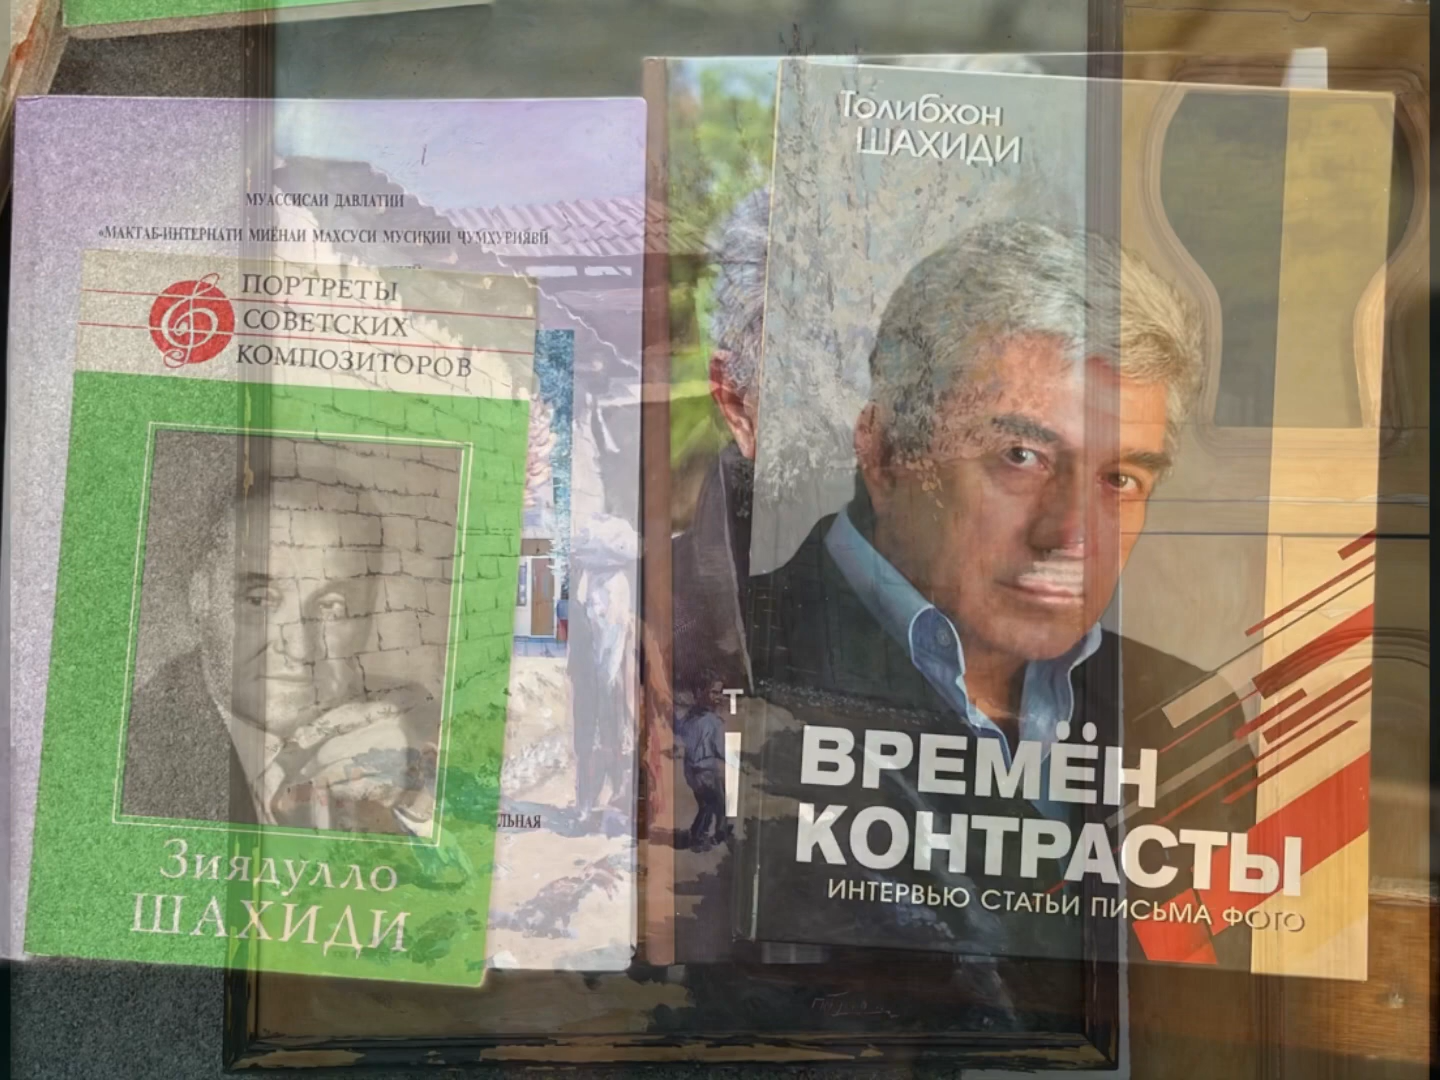 МУАССИСАИ ДАВЛАТИИ
«МАКТАБ-ИНТЕРНАТИ МИЁНАИ МАХСУСИ МУСИҚИИ ҶУМҲУРИЯВӢ
ПОРТРЕТЫ
СОВЕТСКИХ
КОМПОЗИТОРОВ
ЛЬНАЯ
Зиядулло
ШАХИДИ
Толибхон
ШАХИДИ
Т
ВРЕМЁН
КОНТРАСТЫ
ИНТЕРВЬЮ СТАТЬИ ПИСЬМА ФОТО